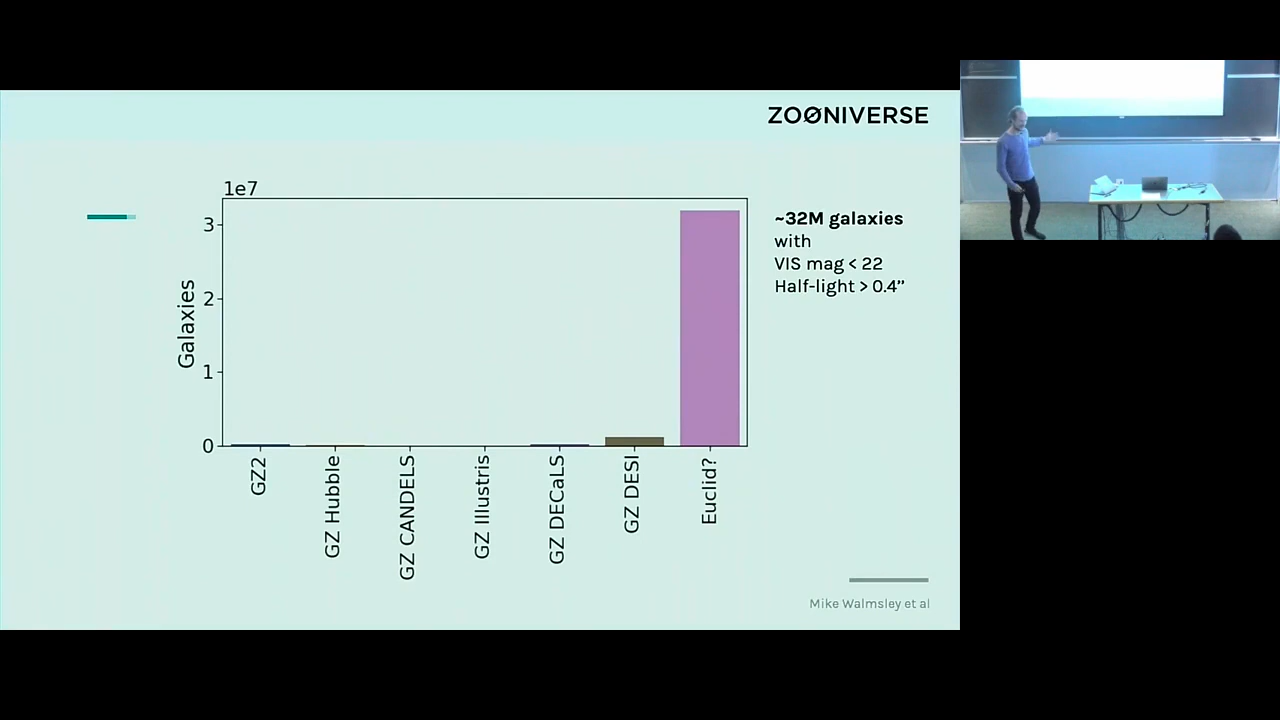 ZOØNIVERSE
1e7
3
2
1
0
Galaxies
GZ2
GZ Hubble
GZ CANDELS
GZ Illustris
GZ DECaLS
GZ DESI
Euclid?
~32M galaxies
with
VIS mag < 22
Half-light > 0.4”
Mike Walmsley et al